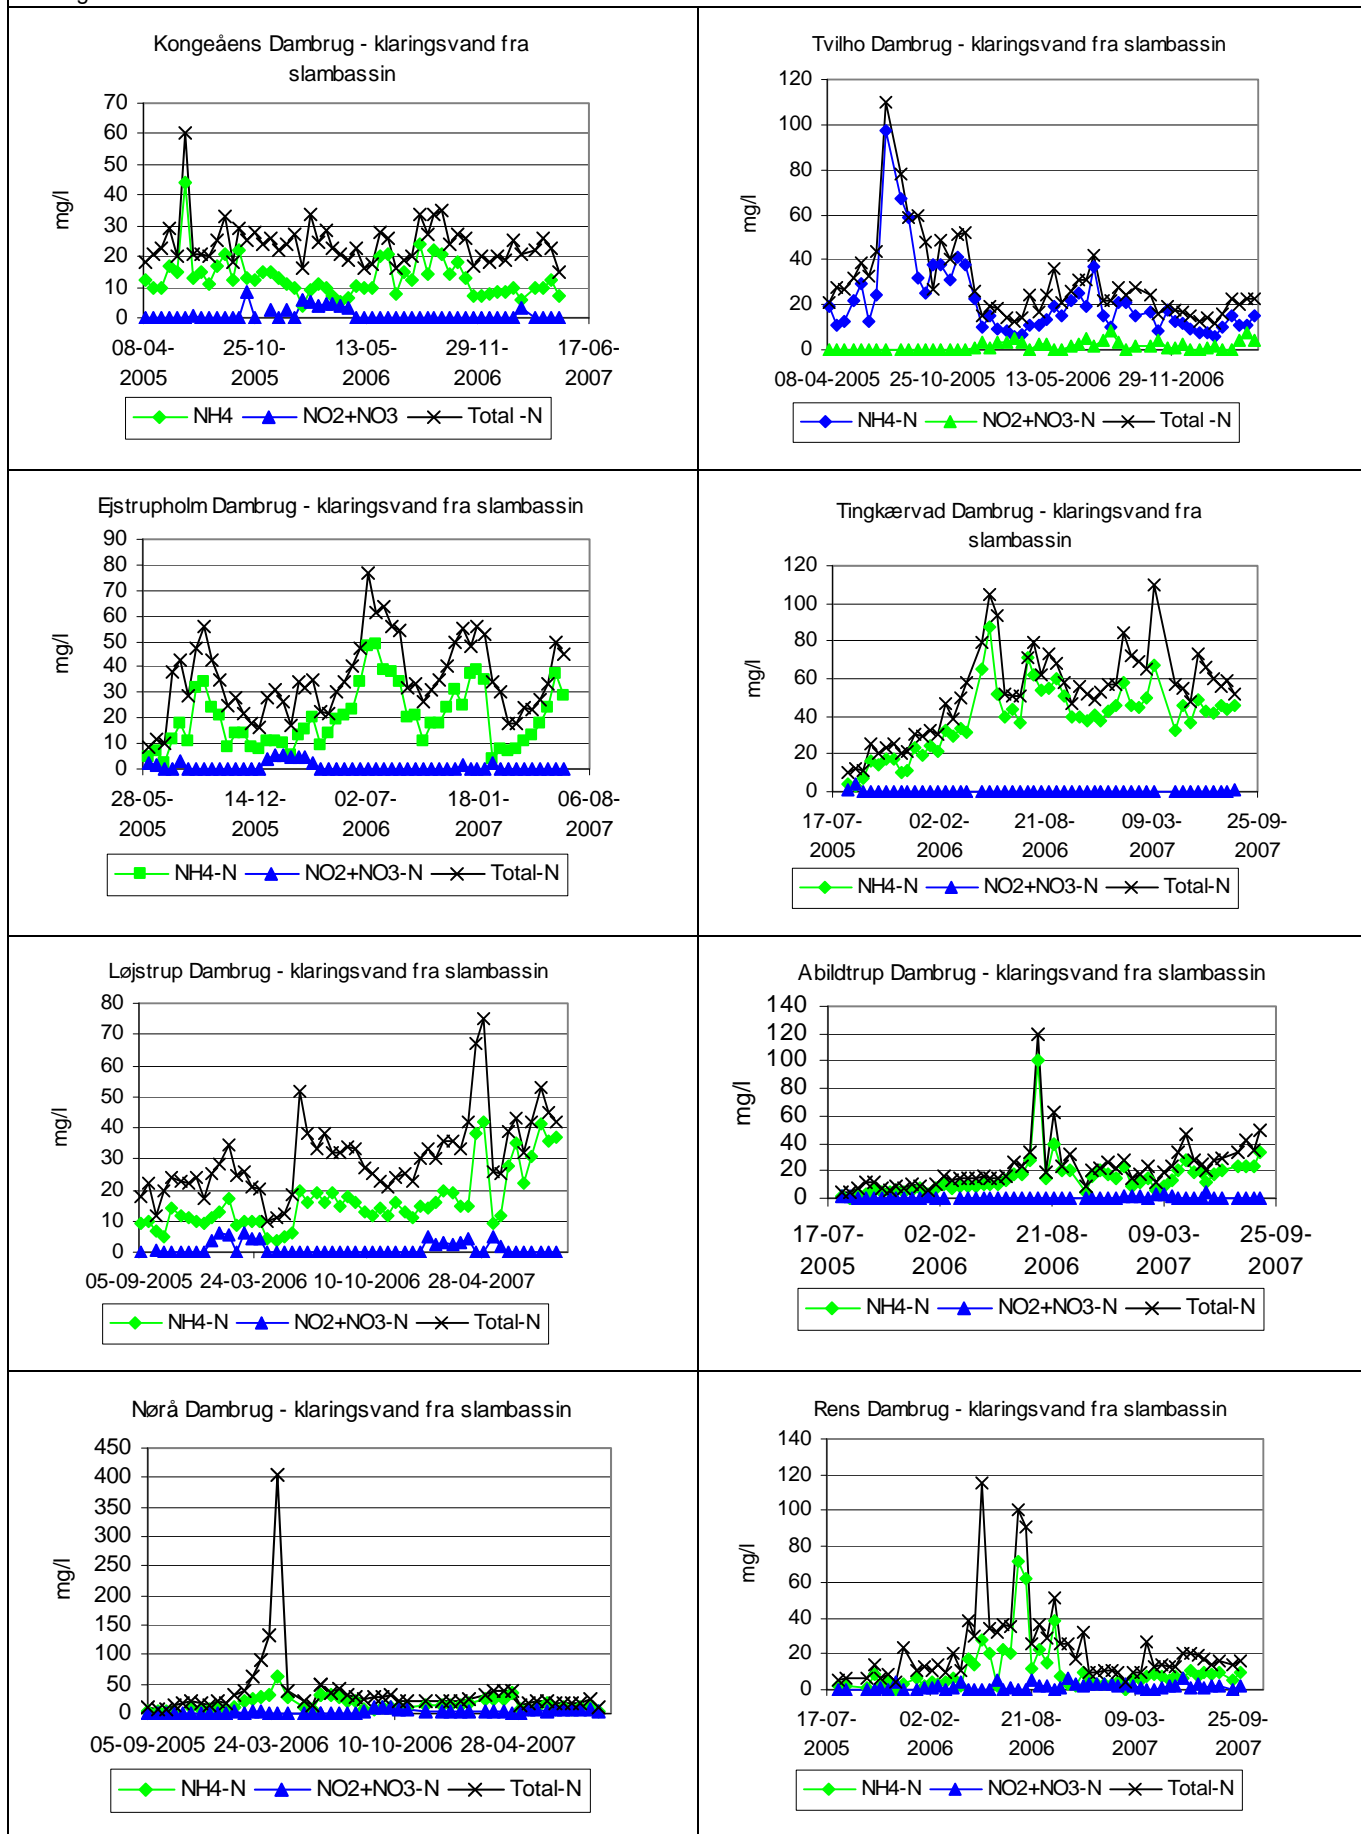 Kongeåens Dambrug - klaringsvand fra
slambassin
70
60
50
40
30
20
10
0
mg/l
08-04- 25-10- 13-05- 29-11- 17-06-
2005 2005 2006 2006 2007
NH4 NO2+NO3 Total -N
Tvilho Dambrug - klaringsvand fra slambassin
120
100
80
60
40
20
0
mg/l
08-04-2005 25-10-2005 13-05-2006 29-11-2006
NH4-N NO2+NO3-N Total -N
Ejstrupholm Dambrug - klaringsvand fra slambassin
90
80
70
60
50
40
30
20
10
0
mg/l
28-05- 14-12- 02-07- 18-01- 06-08-
2005 2005 2006 2007 2007
NH4-N NO2+NO3-N Total-N
Tingkærvad Dambrug - klaringsvand fra
slambassin
120
100
80
60
40
20
0
mg/l
17-07- 02-02- 21-08- 09-03- 25-09-
2005 2006 2006 2007 2007
NH4-N NO2+NO3-N Total-N
Løjstrup Dambrug - klaringsvand fra slambassin
80
70
60
50
40
30
20
10
0
mg/l
05-09-2005 24-03-2006 10-10-2006 28-04-2007
NH4-N NO2+NO3-N Total-N
Abildtrup Dambrug - klaringsvand fra slambassin
140
120
100
80
60
40
20
0
mg/l
17-07- 02-02- 21-08- 09-03- 25-09-
2005 2006 2006 2007 2007
NH4-N NO2+NO3-N Total-N
Nørå Dambrug - klaringsvand fra slambassin
450
400
350
300
250
200
150
100
50
0
mg/l
05-09-2005 24-03-2006 10-10-2006 28-04-2007
NH4-N NO2+NO3-N Total-N
Rens Dambrug - klaringsvand fra slambassin
140
120
100
80
60
40
20
0
mg/l
17-07- 02-02- 21-08- 09-03- 25-09-
2005 2006 2006 2007 2007
NH4-N NO2+NO3-N Total-N